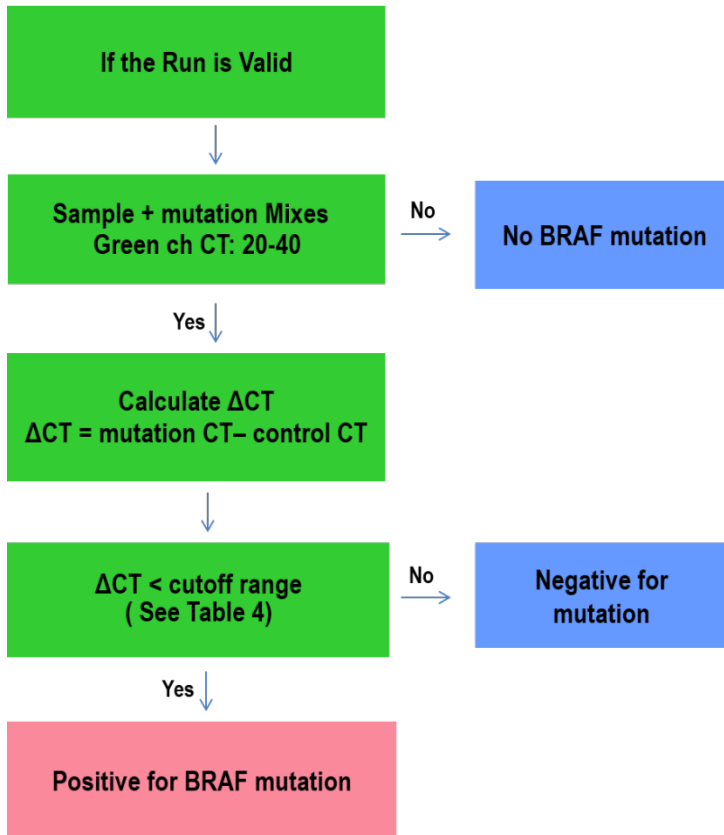 If the Run is Valid
Sample + mutation Mixes
Green ch CT: 20-40
No
No BRAF mutation
Yes
Calculate ΔCT
ΔCT = mutation CT– control CT
ΔCT < cutoff range
( See Table 4)
No
Negative for
mutation
Yes
Positive for BRAF mutation